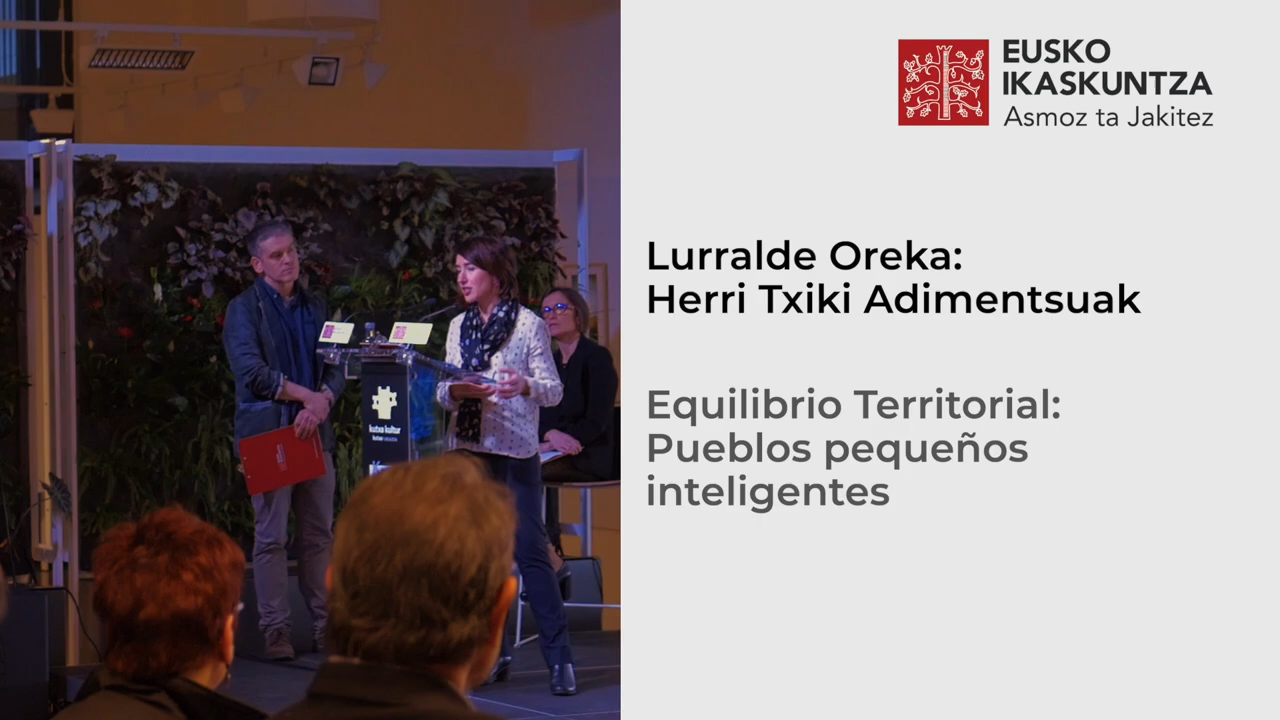 EUSKO
IKASKUNTZA
Asmoz ta Jakitez
Lurralde Oreka:
Herri Txiki Adimentsuak
Equilibrio Territorial:
Pueblos pequeños
inteligentes
kutxa kultur